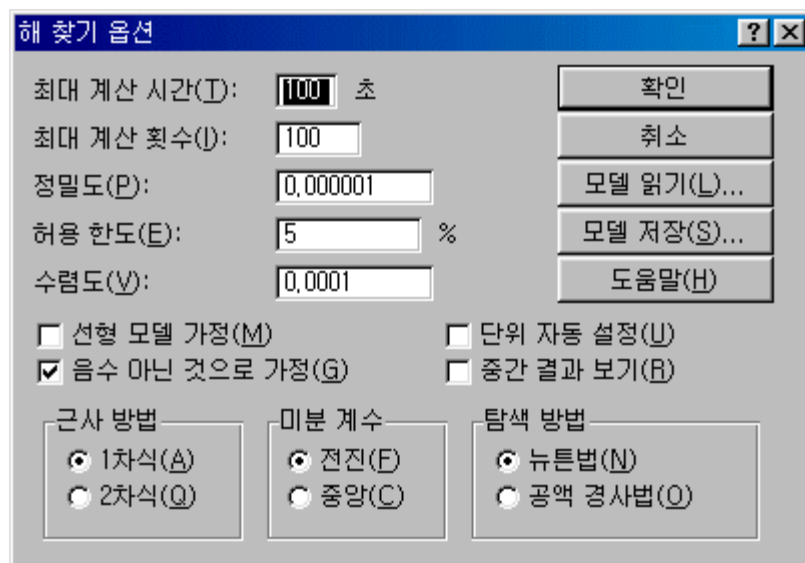 해 찾기 옵션
최대 계산 시간(T): 100 초 확인
최대 계산 횟수(I): 100 취소
정밀도(P): 0,000001 모델 읽기(L)...
허용 한도(E): 5 % 모델 저장(S)...
수렴도(V): 0,0001 도움말(H)
선형 모델 가정(M) 단위 자동 설정(U)
음수 아닌 것으로 가정(G) 중간 결과 보기(R)
근사 방법 미분 계수 탐색 방법
1차식(A) 전진(F) 뉴튼법(N)
2차식(Q) 중앙(C) 공액 경사법(O)